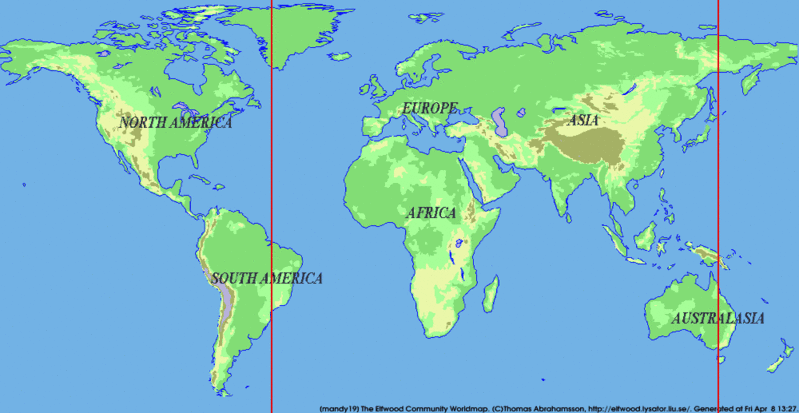 EUROPE
ASIA
NORTH AMERICA
AFRICA
SOUTH AMERICA
AUSTRALASIA
(mandy19) The Elfwood Community Worldmap. (C)Thomas Abrahamsson, http://elfwood.lysator.liu.se/. Generated at Fri Apr 8 13:27.